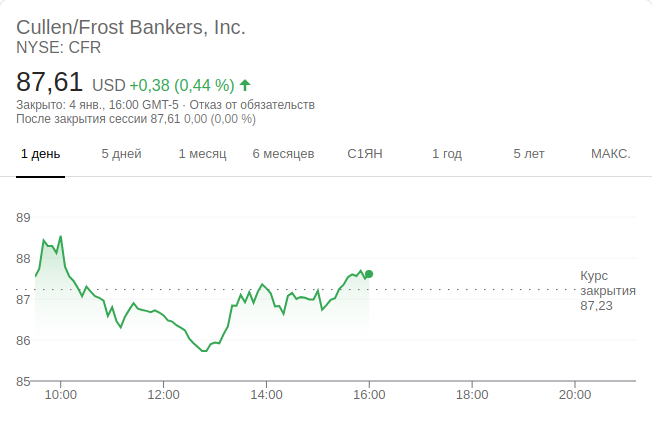 Cullen/Frost Bankers, Inc.
NYSE: CFR
87,61 USD +0,38 (0,44 %)
Закрыто: 4 янв., 16:00 GMT-5 · Отказ от обязательств
После закрытия сессии 87,61 0,00 (0,00 %)
1 день 5 дней 1 месяц 6 месяцев С1ЯН 1 год 5 лет МАКС.
89
88
87
86
85
Курс
закрытия
87,23
10:00 12:00 14:00 16:00 18:00 20:00